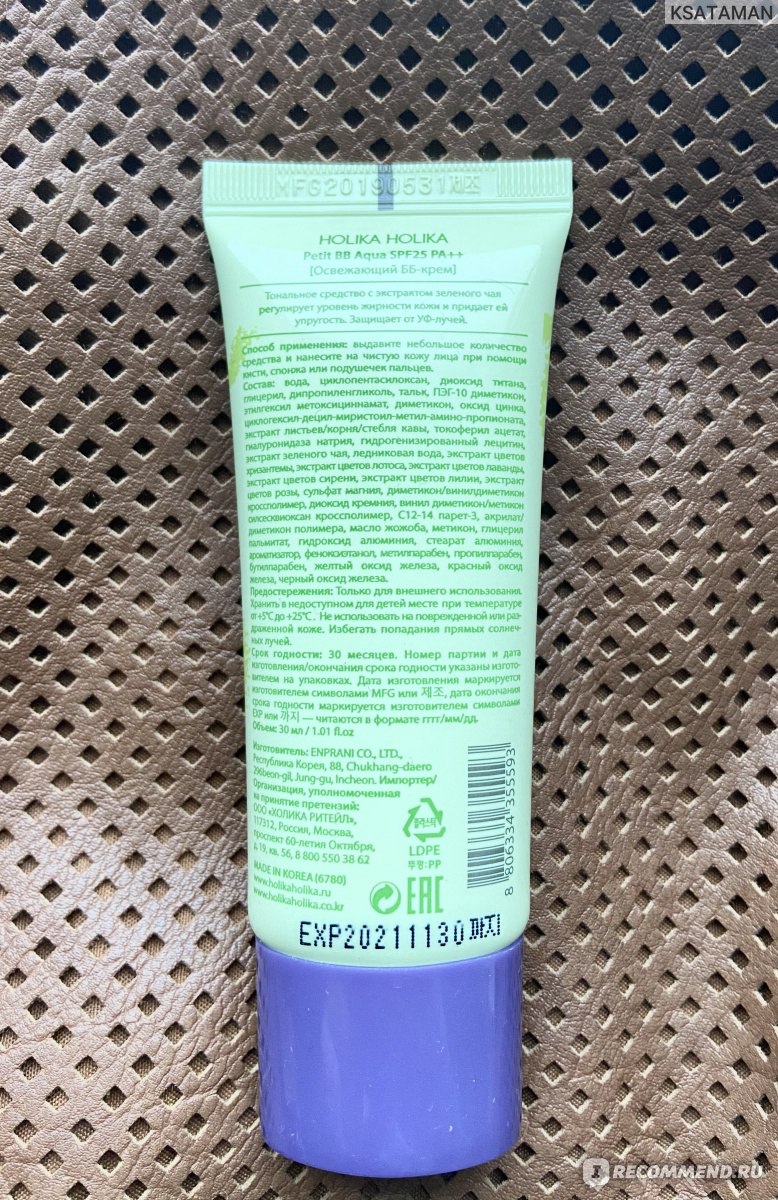 KSATAMAN
MFG20190531제조
HOLIKA HOLIKA
Petit BB Aqua SPF25 PA++
[Освежающий ББ-крем]
Тональное средство с экстрактом зеленого чая
регулирует уровень жирности кожи и придает ей
упругость. Защищает от УФ-лучей.
Способ применения: выдавите небольшое количество
средства и нанесите на чистую кожу лица при помощи
кисти, спонжа или подушечек пальцев.
Состав: вода, циклопентасилоксан, диоксид титана,
глицерил, дипропиленгликоль, тальк, ПЭГ-10 диметикон,
этилгексил метоксициннамат, диметикон, оксид цинка,
циклогексил-децил-миристоил-метил-амино-пропионата,
экстракт листьев/корня/стебля кавы, токоферил ацетат,
гиалуронидаза натрия, гидрогенизированный лецитин,
экстракт зеленого чая, ледниковая вода, экстракт цветов
хризантемы, экстракт цветов лотоса, экстракт цветов лаванды,
экстракт цветов сирени, экстракт цветов лилии, экстракт
цветов розы, сульфат магния, диметикон/винилдиметикон
кроссполимер, диоксид кремния, винил диметикон/метикон
силсесквиоксан кроссполимер, С12-14 парет-3, акрилат/
диметикон полимера, масло жожоба, метикон, глицерил
пальмитат, гидроксид алюминия, стеарат алюминия,
ароматизатор, феноксиэтанол, метилпарабен, пропилпарабен,
бутилпарабен, желтый оксид железа, красный оксид
железа, черный оксид железа.
Предостережения: Только для внешнего использования.
Хранить в недоступном для детей месте при температуре
от +5°С до +25°С . Не использовать на поврежденной или раз-
драженной коже. Избегать попадания прямых солнеч-
ных лучей.
Срок годности: 30 месяцев. Номер партии и дата
изготовления/окончания срока годности указаны изгото-
вителем на упаковках. Дата изготовления маркируется
изготовителем символами MFG или 제조, дата окончания
срока годности маркируется изготовителем символами
EXP или 까지 — читаются в формате гггг/мм/дд.
Объем: 30 мл / 1.01 fl.oz
Изготовитель: ENPRANI CO., LTD.,
Республика Корея, 88, Chukhang-daero
296beon-gil, Jung-gu, Incheon. Импортер/
Организация, уполномоченная
на принятие претензий:
ООО «ХОЛИКА РИТЕЙЛ»,
117312, Россия, Москва,
проспект 60-летия Октября,
д 19, кв. 56, 8 800 550 38 62
MADE IN KOREA (6780)
www.holikaholika.ru
www.holikaholika.co.kr
플라스틱
LDPE
뚜껑:PP
EAC
8 806334 355593
EXP20211130까지
RECOMMEND.RU